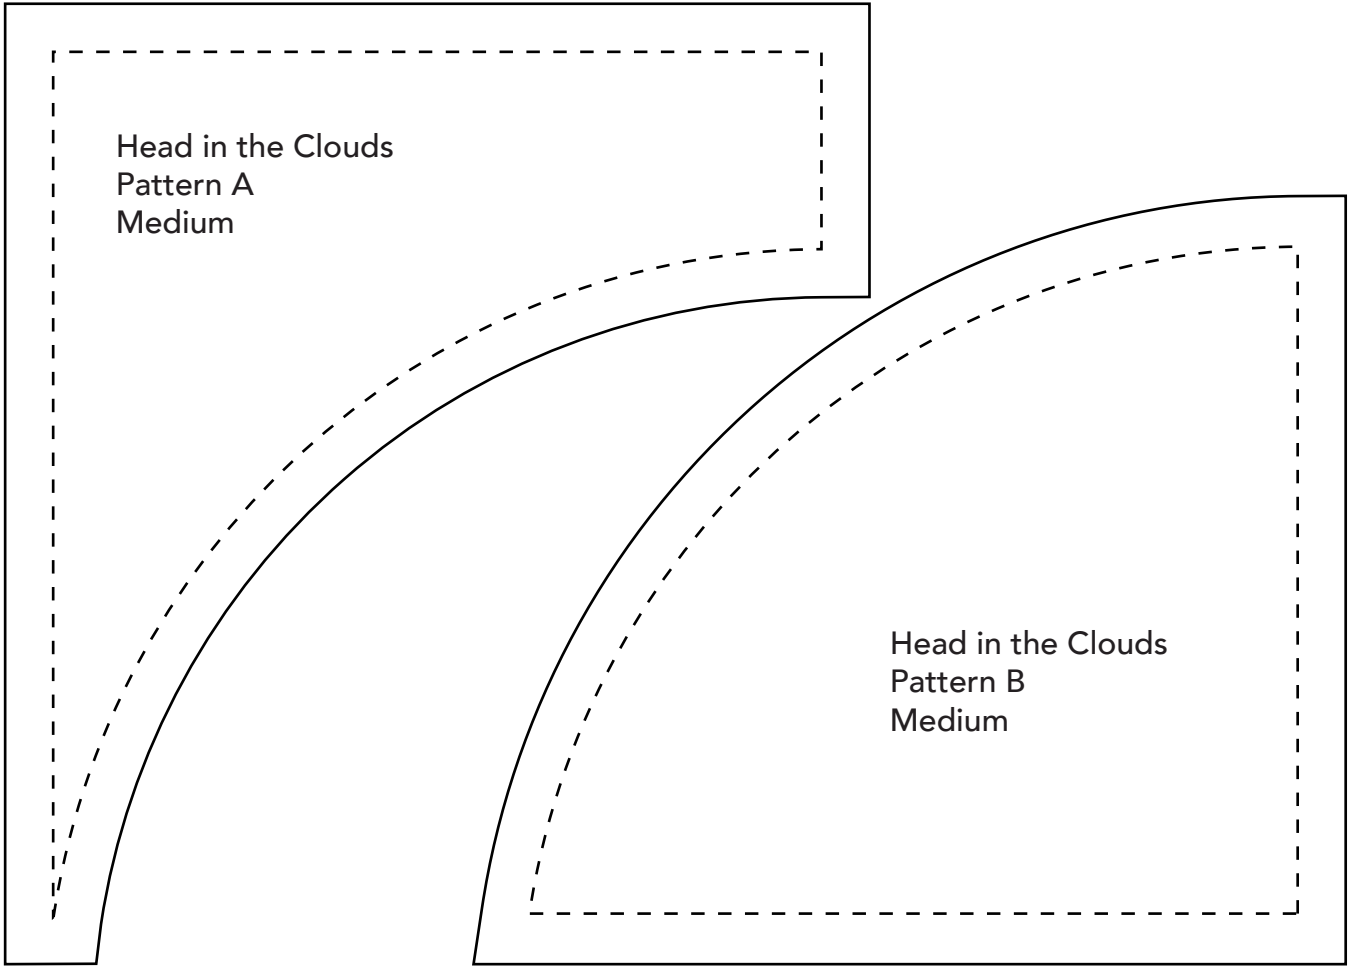 Head in the Clouds
Pattern A
Medium
Head in the Clouds
Pattern B
Medium